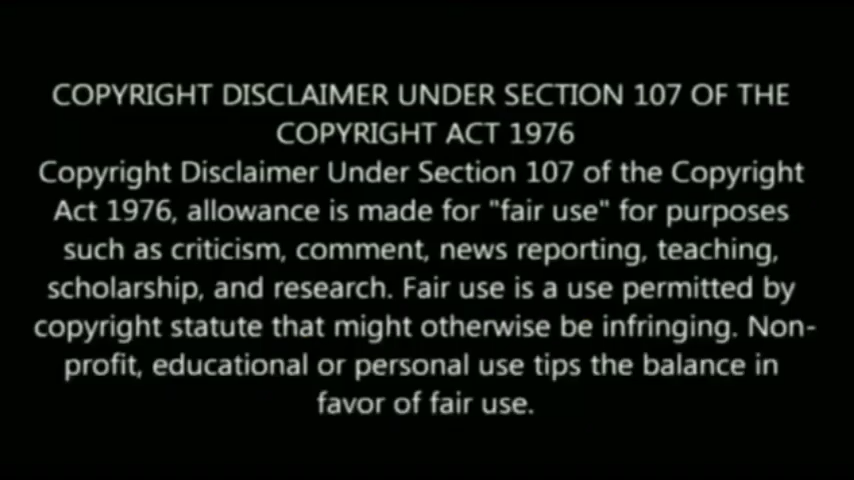 COPYRIGHT DISCLAIMER UNDER SECTION 107 OF THE
COPYRIGHT ACT 1976
Copyright Disclaimer Under Section 107 of the Copyright
Act 1976, allowance is made for "fair use" for purposes
such as criticism, comment, news reporting, teaching,
scholarship, and research. Fair use is a use permitted by
copyright statute that might otherwise be infringing. Non-
profit, educational or personal use tips the balance in
favor of fair use.